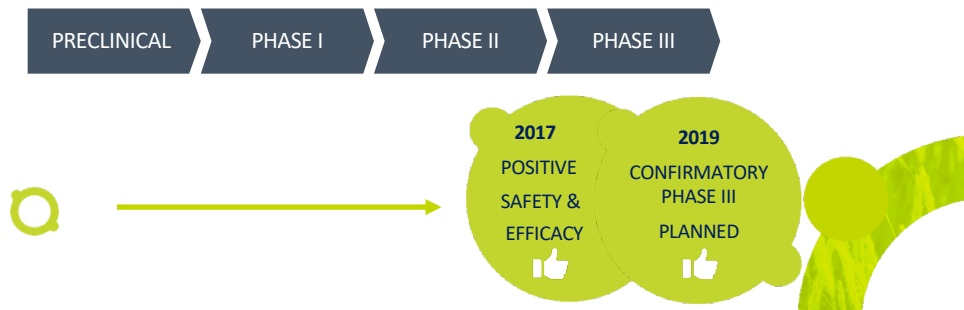 PRECLINICAL PHASE I PHASE II PHASE III
2017
POSITIVE
SAFETY &
EFFICACY
2019
CONFIRMATORY
PHASE III
PLANNED